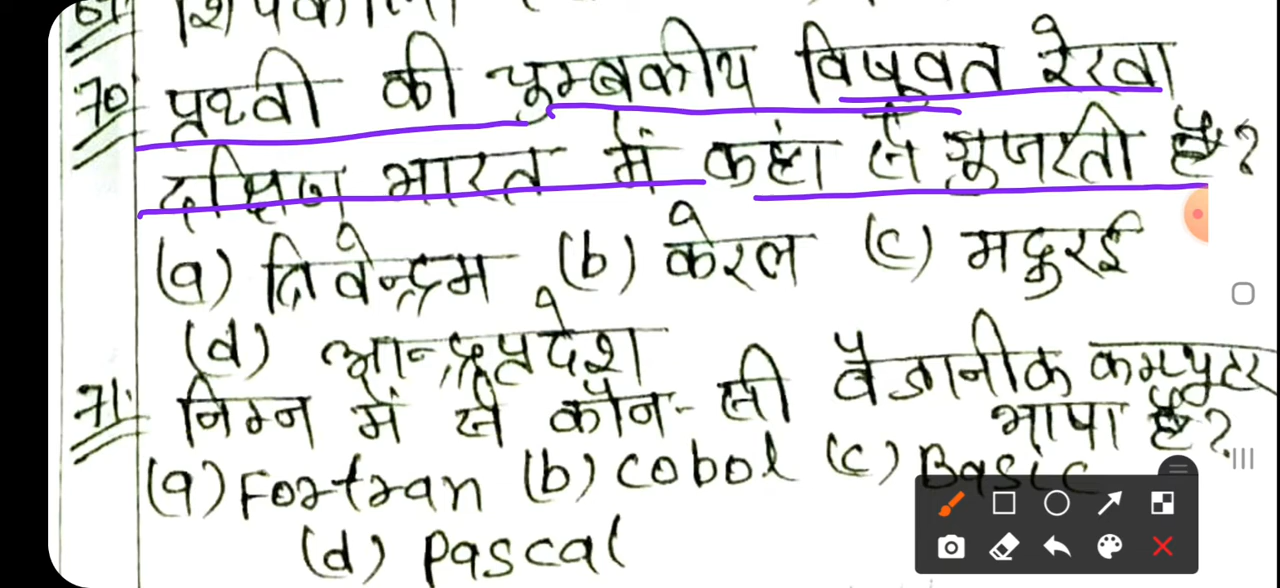 70. पृथ्वी की चुम्बकीय विषूवत रेखा
दक्षिण भारत में कहां से गुजरती है?
(a) त्रिवेन्द्रम (b) केरल (c) मदुरई
(d) आन्द्रप्रदेश
71. निम्न में से कौन-सी वैज्ञानीक कम्प्यूटर
भाषा है?
(a) Fortran (b) Cobol (c) Basic
(d) Pascal